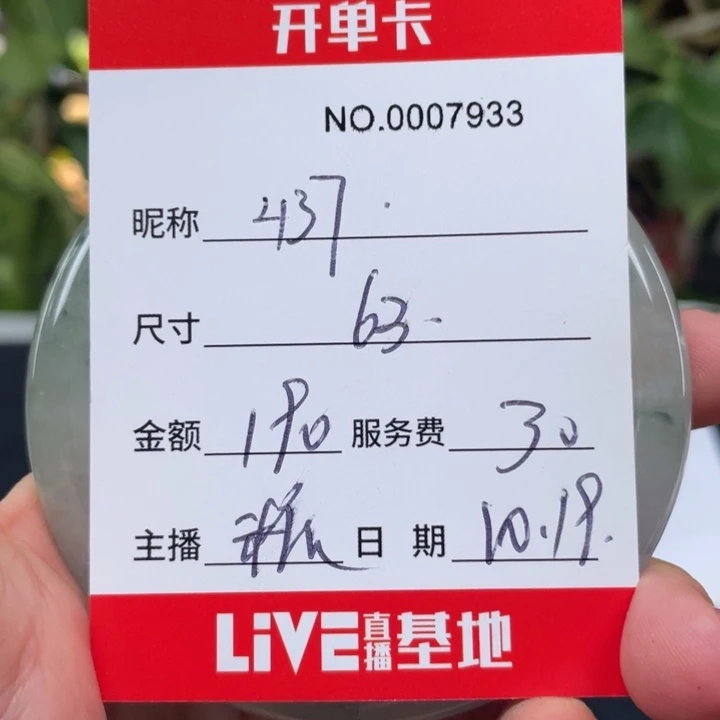 开单卡
NO.0007933
昵称 437.
尺寸 63.
金额 190 服务费 30
主播 日 期 10.19.
LiVE直播基地